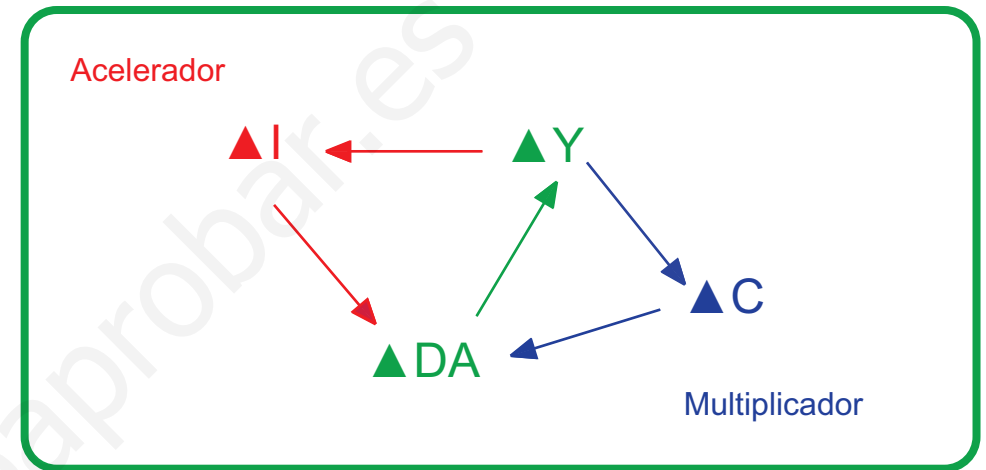 Acelerador
▲I
▲Y
▲C
▲DA
Multiplicador
aprobar.es